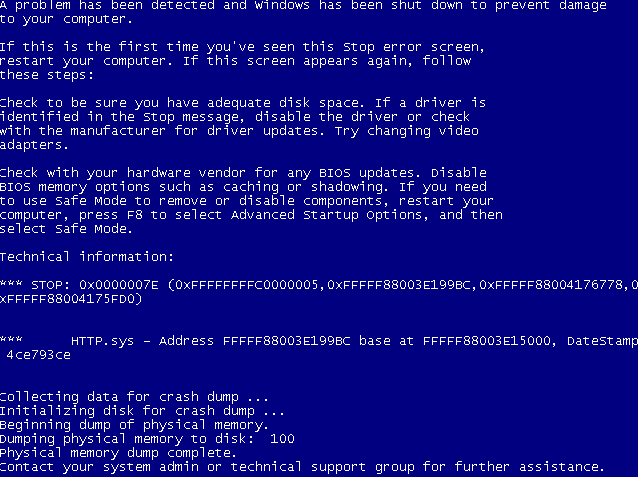 A problem has been detected and Windows has been shut down to prevent damage
to your computer.
If this is the first time you've seen this Stop error screen,
restart your computer. If this screen appears again, follow
these steps:
Check to be sure you have adequate disk space. If a driver is
identified in the Stop message, disable the driver or check
with the manufacturer for driver updates. Try changing video
adapters.
Check with your hardware vendor for any BIOS updates. Disable
BIOS memory options such as caching or shadowing. If you need
to use Safe Mode to remove or disable components, restart your
computer, press F8 to select Advanced Startup Options, and then
select Safe Mode.
Technical information:
*** STOP: 0x0000007E (0xFFFFFFFFC0000005,0xFFFFF88003E199BC,0xFFFFF88004176778,0
xFFFFF88004175FD0)
*** HTTP.sys - Address FFFFF88003E199BC base at FFFFF88003E15000, DateStamp
4ce793ce
Collecting data for crash dump ...
Initializing disk for crash dump ...
Beginning dump of physical memory.
Dumping physical memory to disk: 100
Physical memory dump complete.
Contact your system admin or technical support group for further assistance.